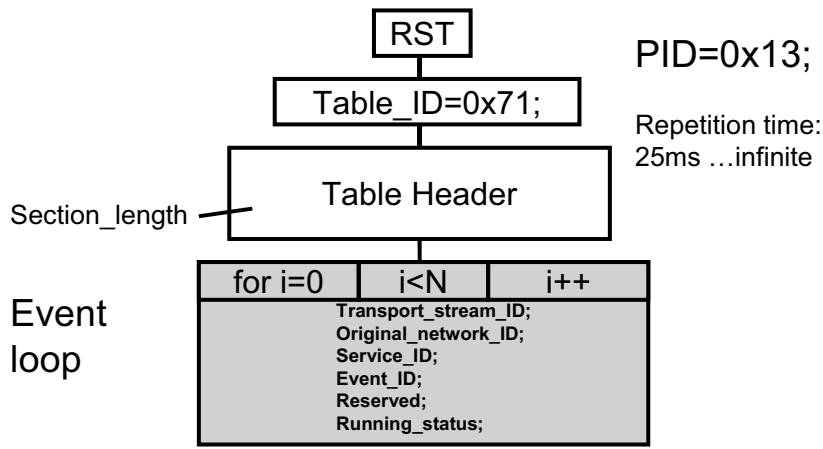 RST
PID=0x13;
Table_ID=0x71;
Repetition time:
25ms …infinite
Table Header
Section_length
for i=0 i<N i++
Event
loop
Transport_stream_ID;
Original_network_ID;
Service_ID;
Event_ID;
Reserved;
Running_status;